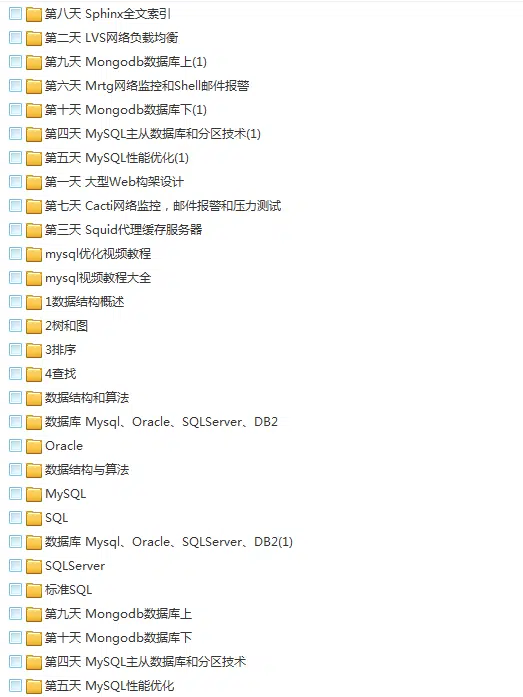 第八天 Sphinx全文索引
第二天 LVS网络负载均衡
第九天 Mongodb数据库上(1)
第六天 Mrtg网络监控和Shell邮件报警
第十天 Mongodb数据库下(1)
第四天 MySQL主从数据库和分区技术(1)
第五天 MySQL性能优化(1)
第一天 大型Web构架设计
第七天 Cacti网络监控，邮件报警和压力测试
第三天 Squid代理缓存服务器
mysql优化视频教程
mysql视频教程大全
1数据结构概述
2树和图
3排序
4查找
数据结构和算法
数据库 Mysql、Oracle、SQLServer、DB2
Oracle
数据结构与算法
MySQL
SQL
数据库 Mysql、Oracle、SQLServer、DB2(1)
SQLServer
标准SQL
第九天 Mongodb数据库上
第十天 Mongodb数据库下
第四天 MySQL主从数据库和分区技术
第五天 MySQL性能优化